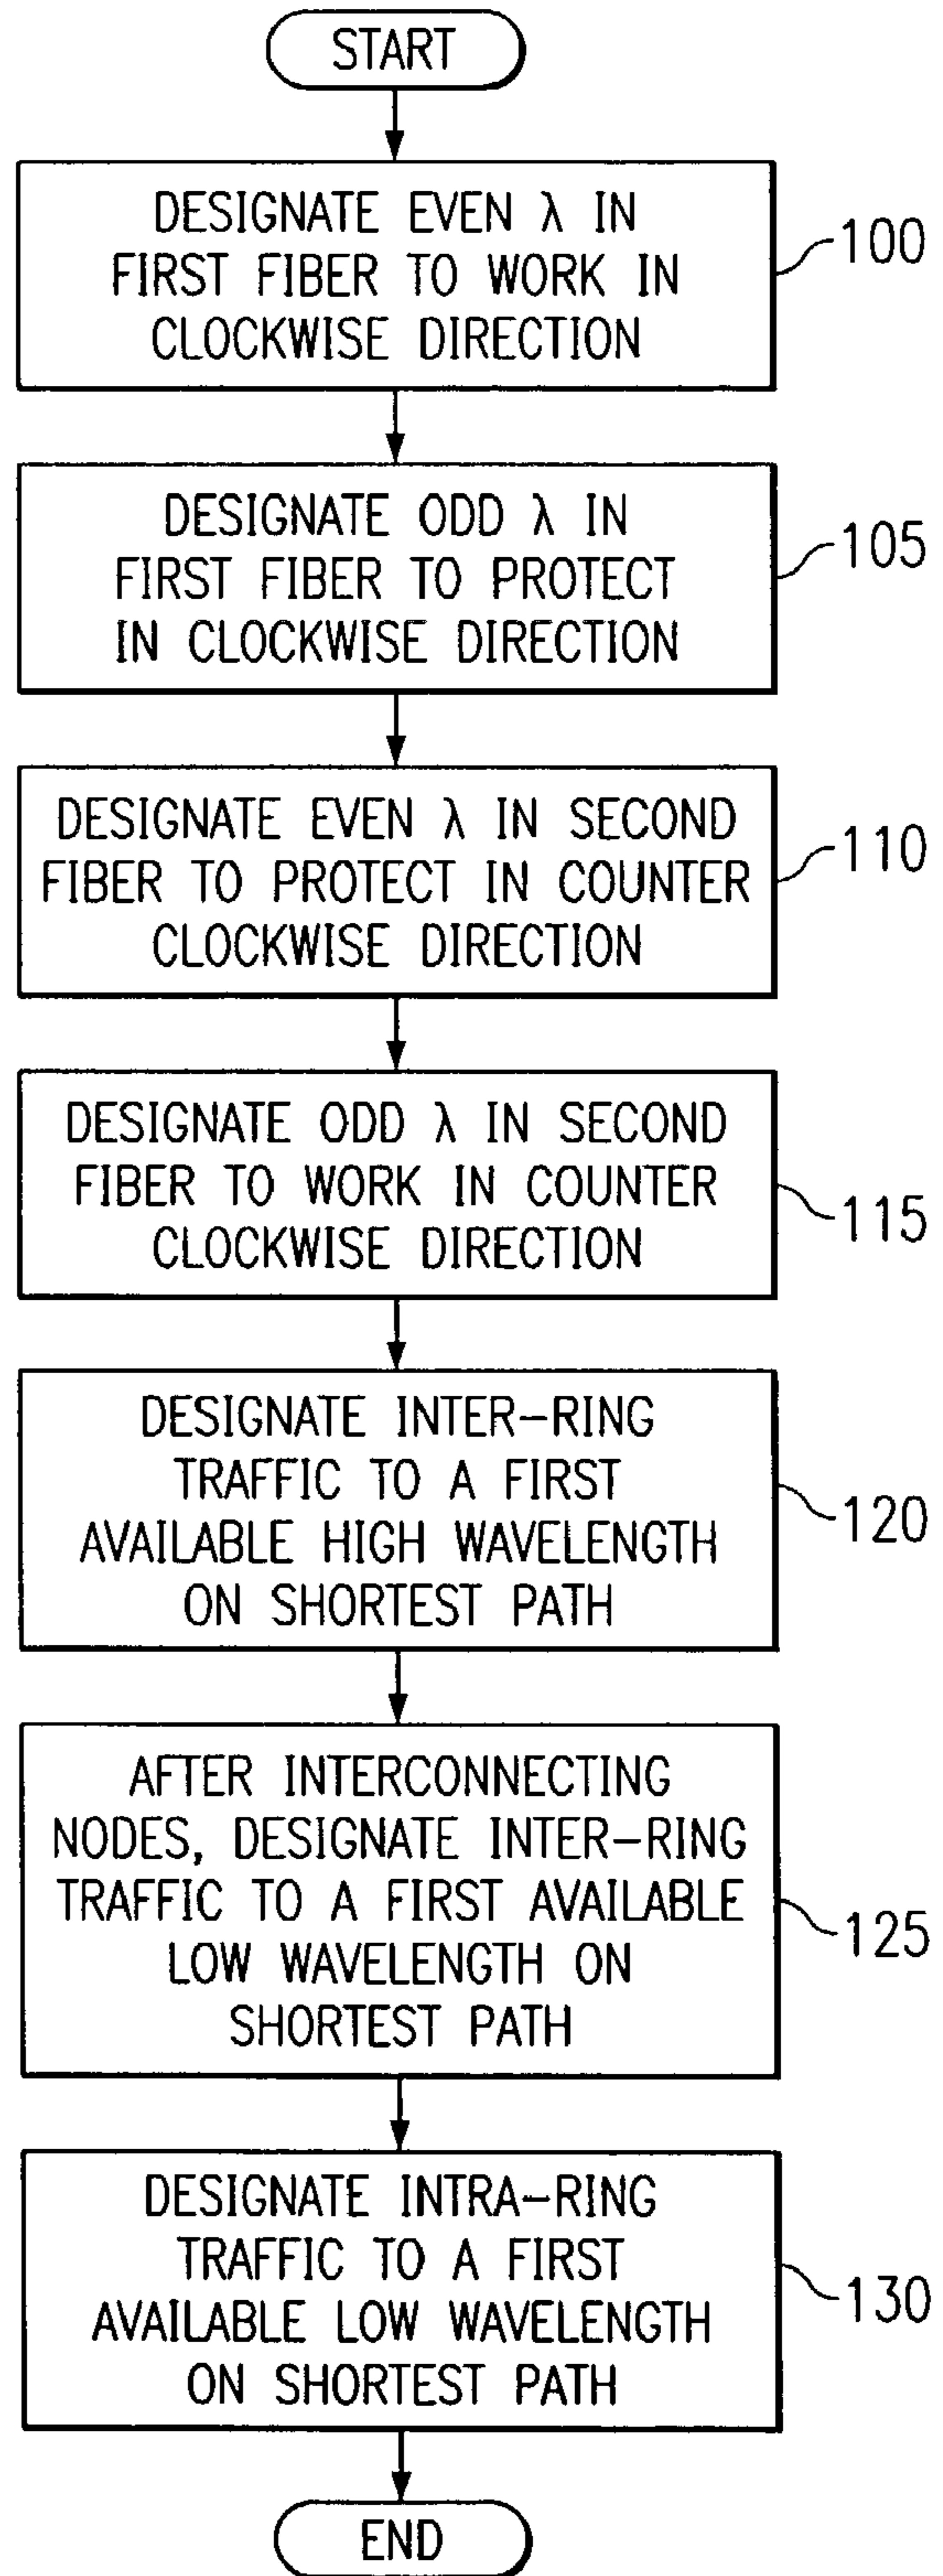 START
DESIGNATE EVEN λ IN
FIRST FIBER TO WORK IN
CLOCKWISE DIRECTION
100
DESIGNATE ODD λ IN
FIRST FIBER TO PROTECT
IN CLOCKWISE DIRECTION
105
DESIGNATE EVEN λ IN SECOND
FIBER TO PROTECT IN COUNTER
CLOCKWISE DIRECTION
110
DESIGNATE ODD λ IN SECOND
FIBER TO WORK IN COUNTER
CLOCKWISE DIRECTION
115
DESIGNATE INTER-RING
TRAFFIC TO A FIRST
AVAILABLE HIGH WAVELENGTH
ON SHORTEST PATH
120
AFTER INTERCONNECTING
NODES, DESIGNATE INTER-RING
TRAFFIC TO A FIRST AVAILABLE
LOW WAVELENGTH ON
SHORTEST PATH
125
DESIGNATE INTRA-RING
TRAFFIC TO A FIRST
AVAILABLE LOW WAVELENGTH
ON SHORTEST PATH
130
END